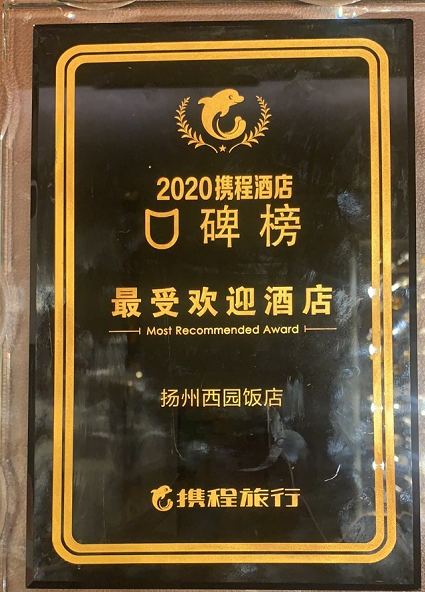 2020携程酒店
口碑榜
最受欢迎酒店
Most Recommended Award
扬州西园饭店
携程旅行